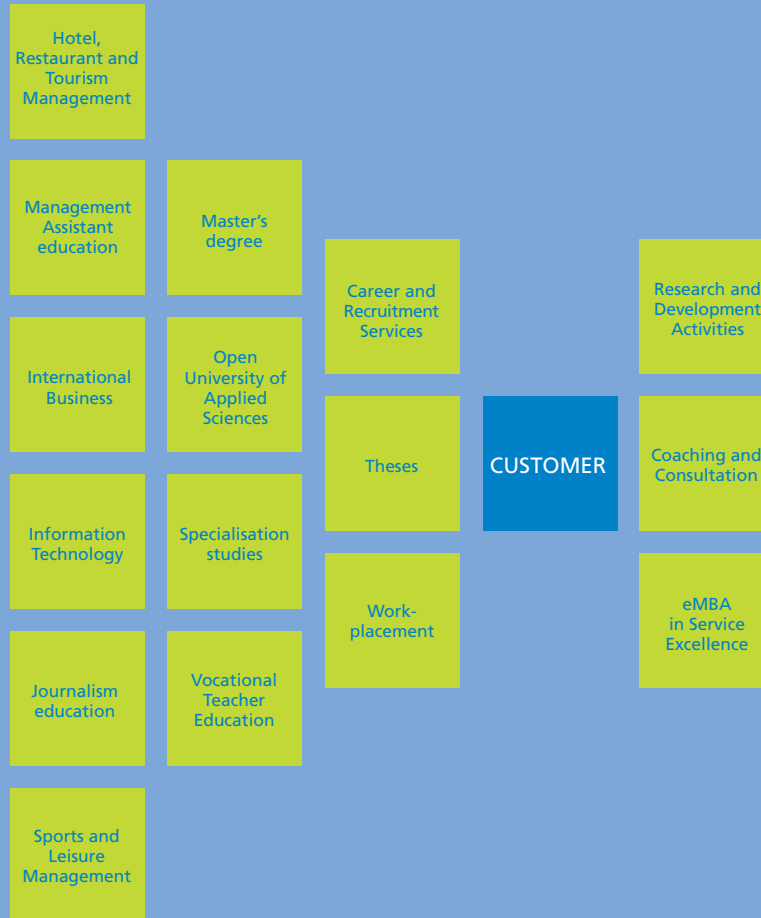 Hotel,
Restaurant and
Tourism
Management
Management
Assistant
education
International
Business
Information
Technology
Journalism
education
Sports and
Leisure
Management
Master's
degree
Open
University of
Applied
Sciences
Specialisation
studies
Vocational
Teacher
Education
Career and
Recruitment
Services
Theses
Work-
placement
CUSTOMER
Research and
Development
Activities
Coaching and
Consultation
eMBA
in Service
Excellence